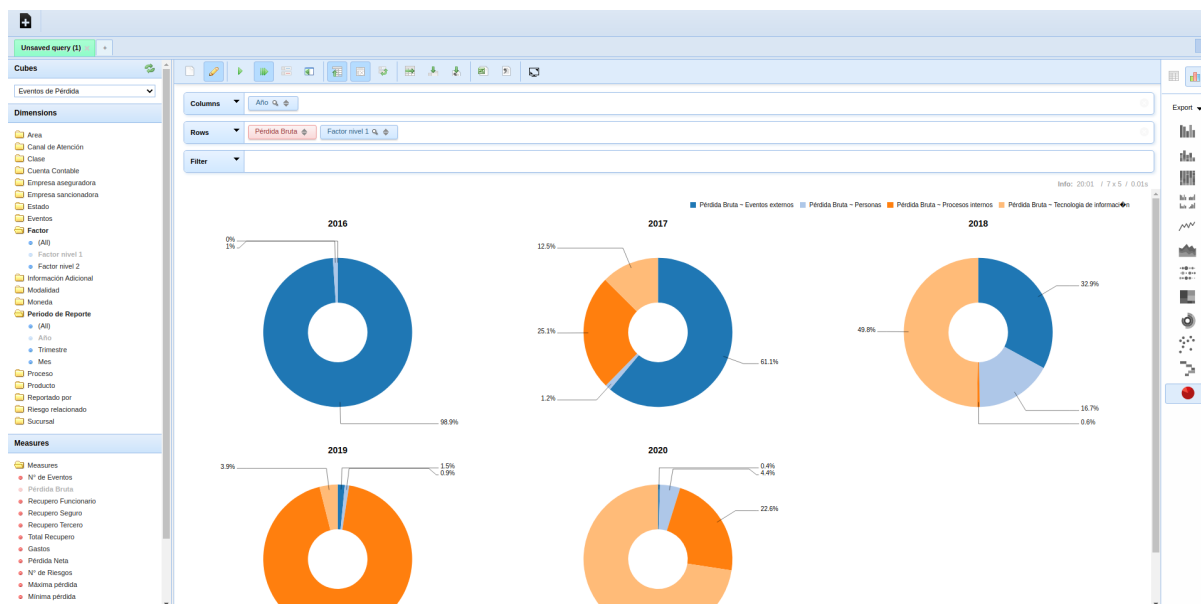 Unsaved query (1)
+
Cubes
Eventos de Pérdida
Dimensions
Area
Canal de Atención
Clase
Cuenta Contable
Empresa aseguradora
Empresa sancionadora
Estado
Eventos
Factor
(All)
Factor nivel 1
Factor nivel 2
Información Adicional
Modalidad
Moneda
Periodo de Reporte
(All)
Año
Trimestre
Mes
Proceso
Producto
Reportado por
Riesgo relacionado
Sucursal
Measures
Measures
N° de Eventos
Pérdida Bruta
Recupero Funcionario
Recupero Seguro
Recupero Tercero
Total Recupero
Gastos
Pérdida Neta
N° de Riesgos
Máxima pérdida
Mínima pérdida
Columns Año
Rows Pérdida Bruta Factor nivel 1
Filter
Info: 20:01 / 7 x 5 / 0.01s
Pérdida Bruta ~ Eventos externos Pérdida Bruta ~ Personas Pérdida Bruta ~ Procesos internos Pérdida Bruta ~ Tecnologia de informaci�n
2016
0%
1%
98.9%
2017
12.5%
25.1%
1.2%
61.1%
2018
49.8%
32.9%
16.7%
0.6%
2019
3.9%
1.5%
0.9%
2020
0.4%
4.4%
22.6%
Export